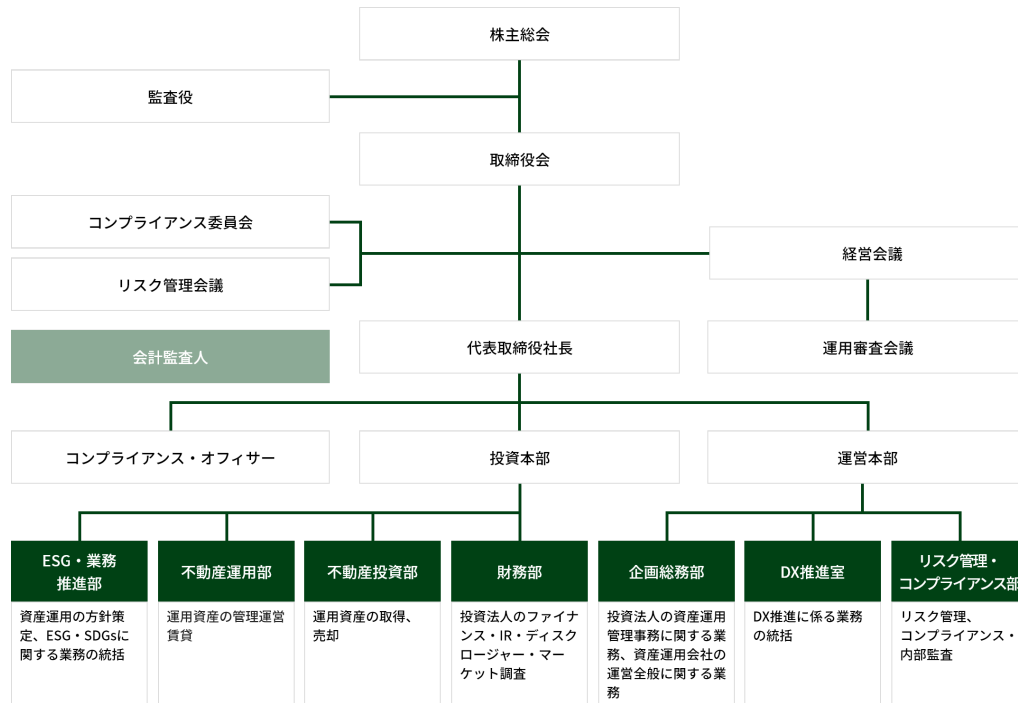 株主総会
監査役
取締役会
コンプライアンス委員会
リスク管理会議
経営会議
会計監査人
代表取締役社長
運用審査会議
コンプライアンス・オフィサー
投資本部
運営本部
ESG・業務
推進部
資産運用の方針策
定、ESG・SDGsに
関する業務の統括
不動産運用部
運用資産の管理運営
賃貸
不動産投資部
運用資産の取得、
売却
財務部
投資法人のファイナ
ンス・IR・ディスク
ロージャー・マー
ケット調査
企画総務部
投資法人の資産運用
管理事務に関する業
務、資産運用会社の
運営全般に関する業
務
DX推進室
DX推進に係る業務
の統括
リスク管理・
コンプライアンス部
リスク管理、
コンプライアンス・
内部監査